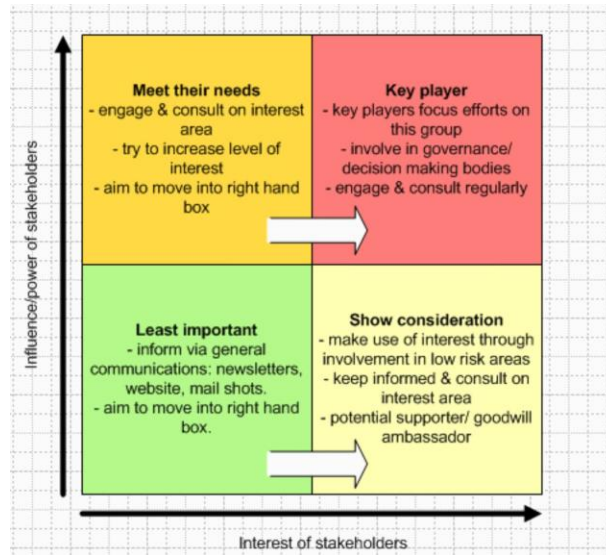 Influence/power of stakeholders
Meet their needs
- engage & consult on interest
area
- try to increase level of
interest
- aim to move into right hand
box
Key player
- key players focus efforts on
this group
- involve in governance/
decision making bodies
- engage & consult regularly
Least important
- inform via general
communications: newsletters,
website, mail shots.
- aim to move into right hand
box.
Show consideration
- make use of interest through
involvement in low risk areas
- keep informed & consult on
interest area
- potential supporter/ goodwill
ambassador
Interest of stakeholders